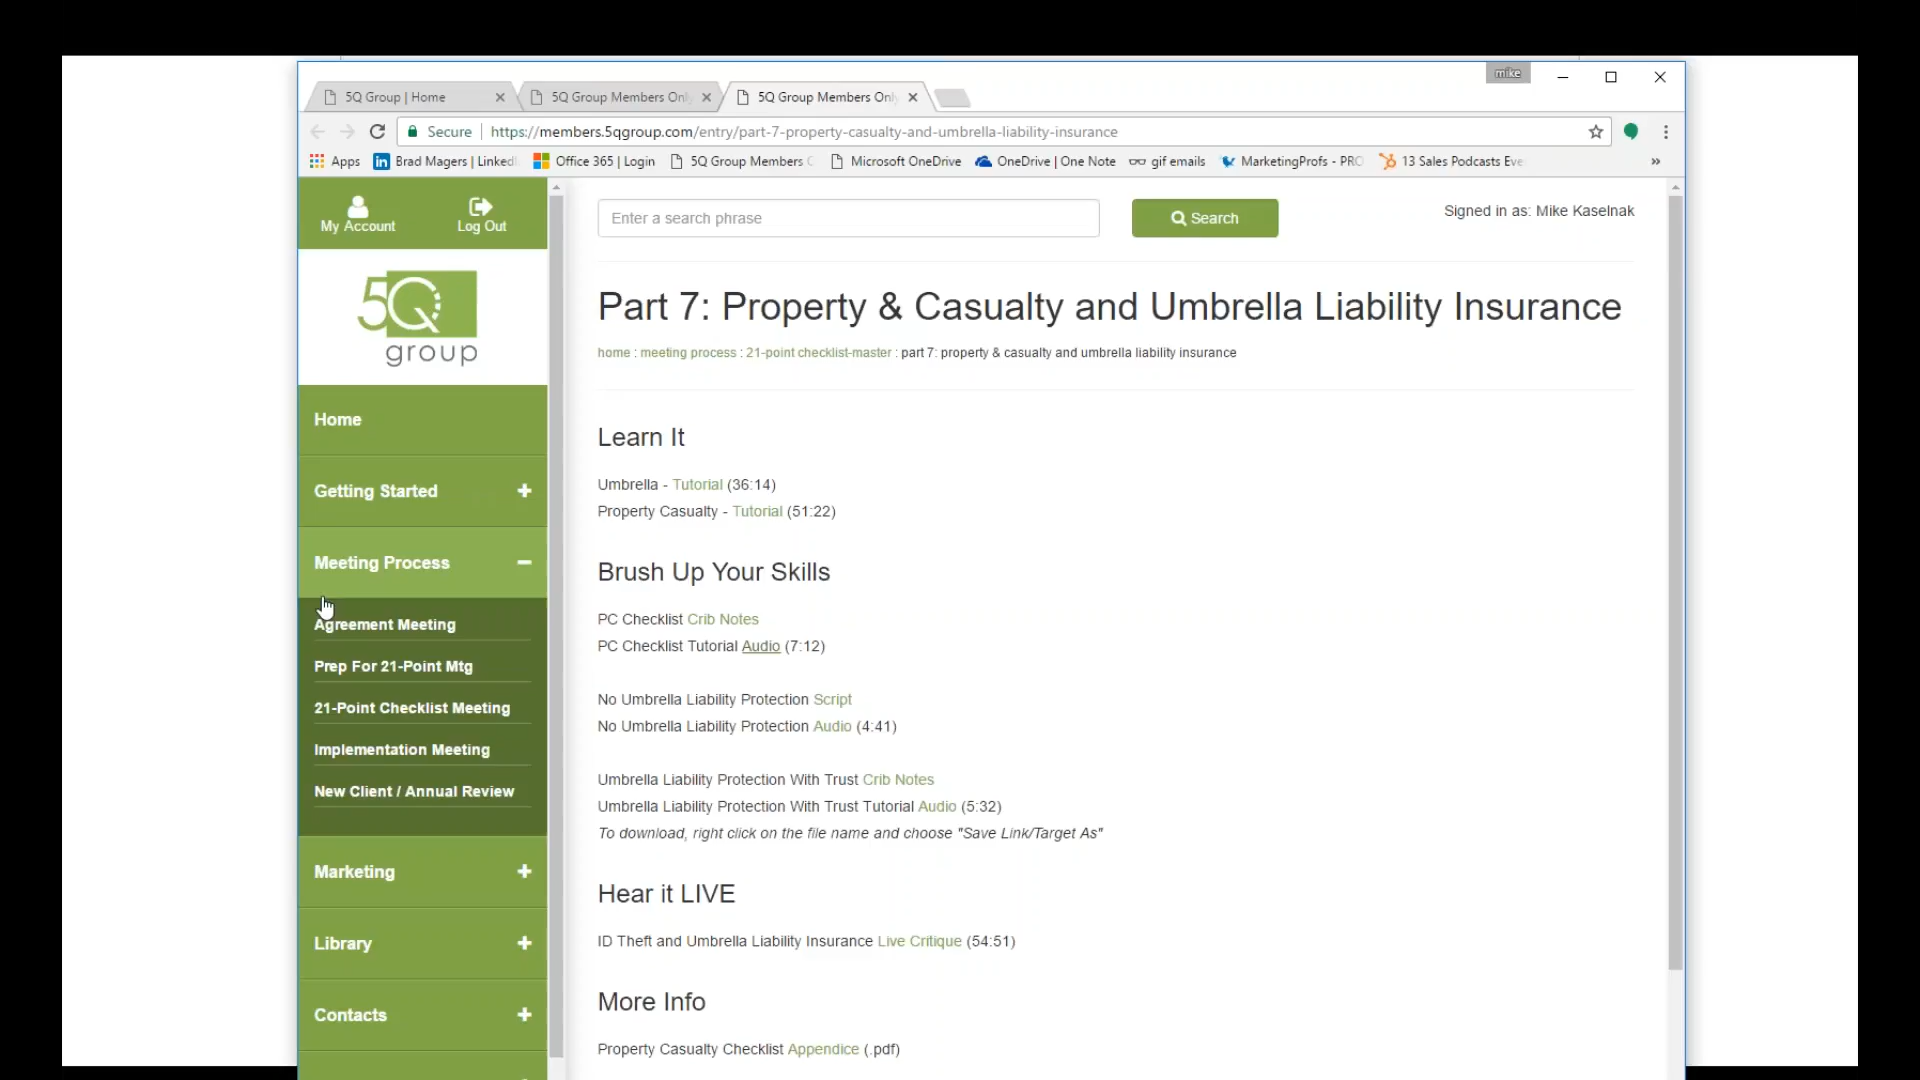 mike
5Q Group | Home
5Q Group Members Onl
5Q Group Members Onl
Secure
https://members.5qgroup.com/entry/part-7-property-casualty-and-umbrella-liability-insurance
Apps
Brad Magers | Linked
Office 365 | Login
5Q Group Members
Microsoft OneDrive
OneDrive | One Note
gif emails
MarketingProfs - PRO
13 Sales Podcasts Eve
»
My Account
Log Out
Enter a search phrase
Search
Signed in as: Mike Kaselnak
5Q
group
Part 7: Property & Casualty and Umbrella Liability Insurance
home : meeting process : 21-point checklist-master : part 7: property & casualty and umbrella liability insurance
Home
Getting Started
Meeting Process
Agreement Meeting
Prep For 21-Point Mtg
21-Point Checklist Meeting
Implementation Meeting
New Client / Annual Review
Marketing
Library
Contacts
Learn It
Umbrella - Tutorial (36:14)
Property Casualty - Tutorial (51:22)
Brush Up Your Skills
PC Checklist Crib Notes
PC Checklist Tutorial Audio (7:12)
No Umbrella Liability Protection Script
No Umbrella Liability Protection Audio (4:41)
Umbrella Liability Protection With Trust Crib Notes
Umbrella Liability Protection With Trust Tutorial Audio (5:32)
To download, right click on the file name and choose "Save Link/Target As"
Hear it LIVE
ID Theft and Umbrella Liability Insurance Live Critique (54:51)
More Info
Property Casualty Checklist Appendice (.pdf)